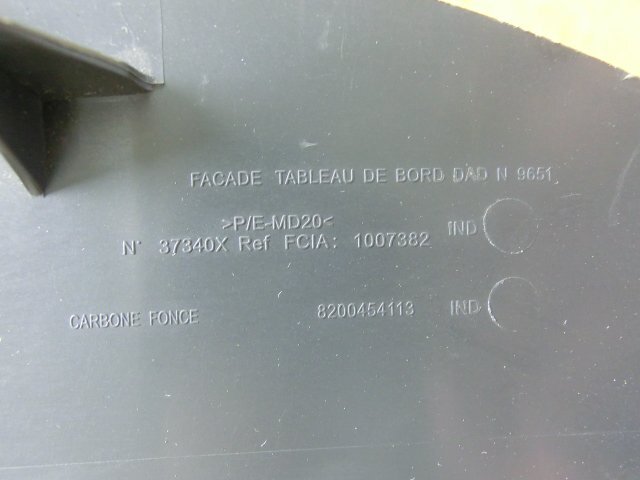 FACADE TABLEAU DE BORD DAD N 9651
>P/E-MD20<
N° 37340X Ref FCIA: 1007382 IND
CARBONE FONCE 8200454113 IND